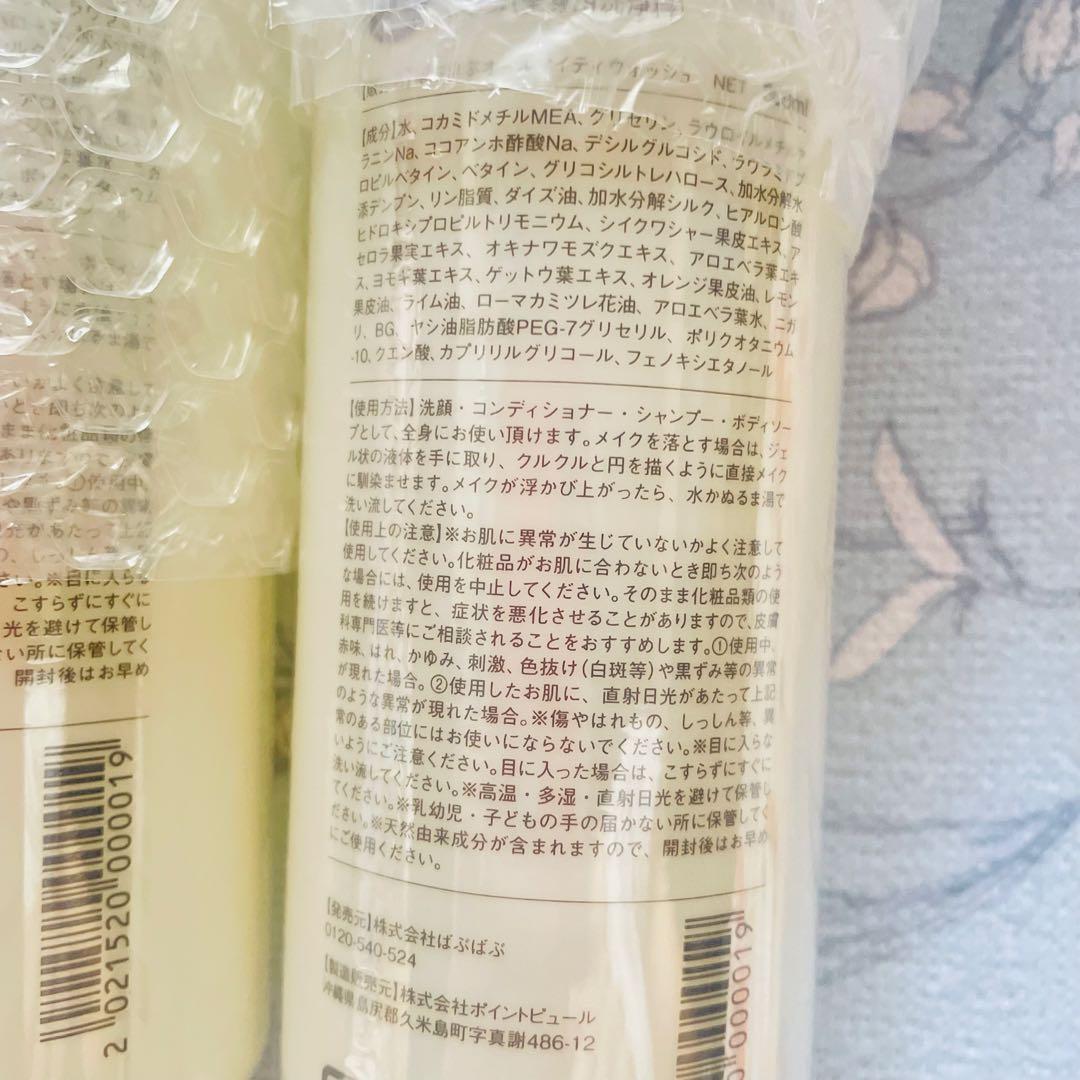 イティウォッシュ NET
【成分】水、コカミドメチルMEA、グリセリン、ラウロイルメチルア
ラニンNa、ココアンホ酢酸Na、デシルグルコシド、ラウラミドプ
ロピルベタイン、ベタイン、グリコシルトレハロース、加水分解水
添デンプン、リン脂質、ダイズ油、加水分解シルク、ヒアルロン酸
ヒドロキシプロピルトリモニウム、シイクワシャー果皮エキス、ア
セロラ果実エキス、オキナワモズクエキス、アロエベラ葉エキ
ス、ヨモギ葉エキス、ゲットウ葉エキス、オレンジ果皮油、レモン
果皮油、ライム油、ローマカミツレ花油、アロエベラ葉水、ニガ
リ、BG、ヤシ油脂肪酸PEG-7グリセリル、ポリクオタニウム
-10、クエン酸、カプリリルグリコール、フェノキシエタノール
【使用方法】洗顔・コンディショナー・シャンプー・ボディソー
プとして、全身にお使い頂けます。メイクを落とす場合は、ジェ
ル状の液体を手に取り、クルクルと円を描くように直接メイク
に馴染ませます。メイクが浮かび上がったら、水かぬるま湯で
洗い流してください。
【使用上の注意】※お肌に異常が生じていないかよく注意して
使用してください。化粧品がお肌に合わないとき即ち次のよう
な場合には、使用を中止してください。そのまま化粧品類の使
用を続けますと、症状を悪化させることがありますので、皮膚
科専門医等にご相談されることをおすすめします。①使用中、
赤味、はれ、かゆみ、刺激、色抜け(白斑等)や黒ずみ等の異常
が現れた場合。②使用したお肌に、直射日光があたって上記
のような異常が現れた場合。※傷やはれもの、しっしん等、異
常のある部位にはお使いにならないでください。※目に入らな
いようにご注意ください。目に入った場合は、こすらずにすぐに
洗い流してください。※高温・多湿・直射日光を避けて保管し
てください。※乳幼児・子どもの手の届かない所に保管してく
ださい。※天然由来成分が含まれますので、開封後はお早め
にご使用ください。
【発売元】株式会社ぱぷぱぷ
0120-540-524
【製造販売元】株式会社ポイントピュール
沖縄県島尻郡久米島町字真謝486-12
0 000019
さい。※目に入らな
こすらずにすぐに
光を避けて保管し
ない所に保管してく
開封後はお早め
2 021520 000019